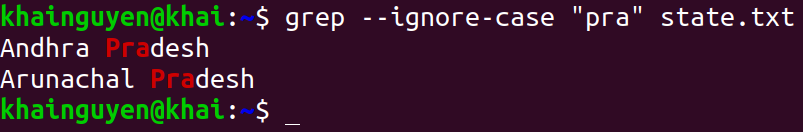 khainguyen@khai:~$ grep --ignore-case "pra" state.txt
Andhra Pradesh
Arunachal Pradesh
khainguyen@khai:~$ _